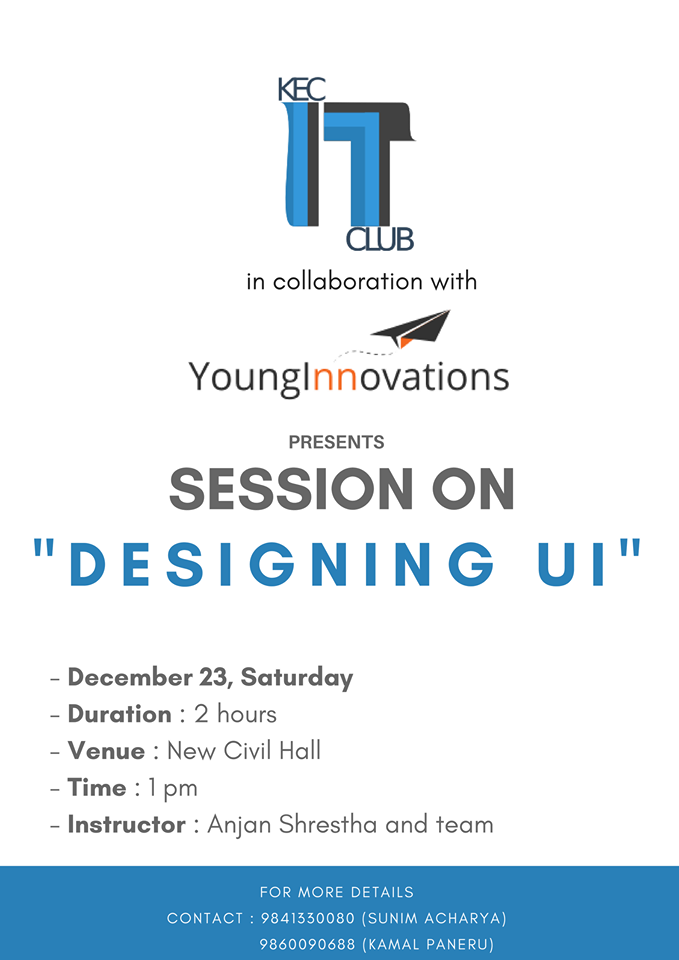 KEC
IT
CLUB
in collaboration with
YoungInnovations
PRESENTS
SESSION ON
"DESIGNING UI"
- December 23, Saturday
- Duration : 2 hours
- Venue : New Civil Hall
- Time : 1 pm
- Instructor : Anjan Shrestha and team
FOR MORE DETAILS
CONTACT : 9841330080 (SUNIM ACHARYA)
9860090688 (KAMAL PANERU)